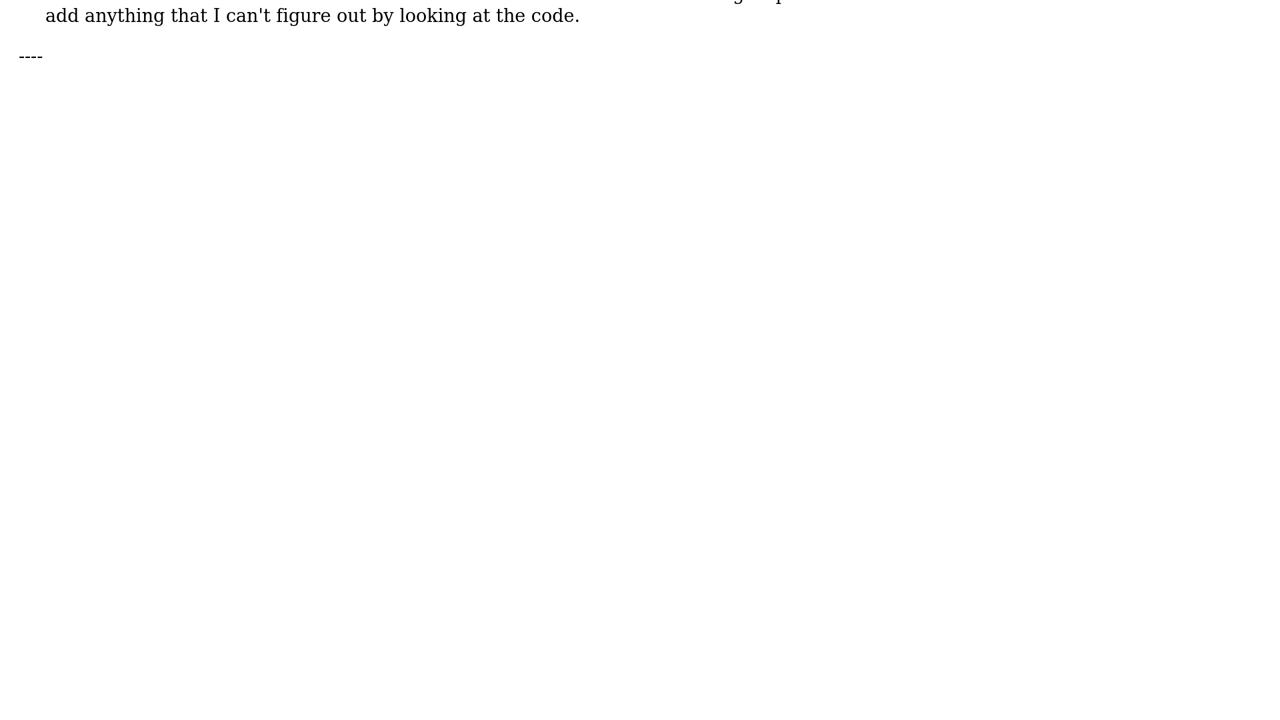 add anything that I can't figure out by looking at the code.
----